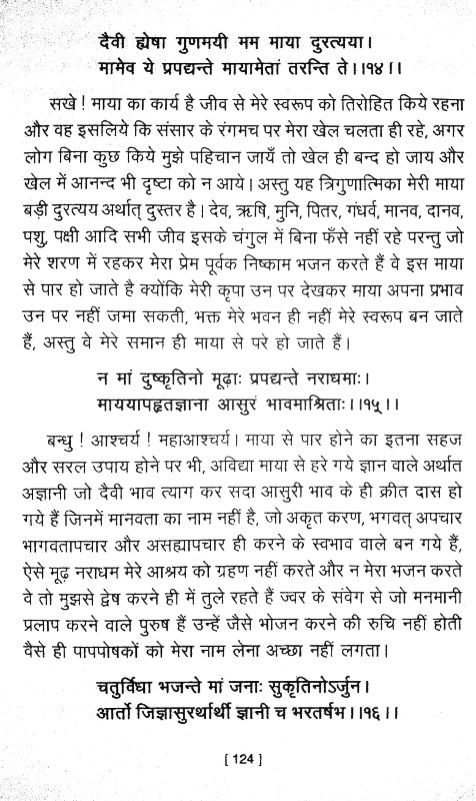 दैवी ह्येषा गुणमयी मम माया दुरत्यया।
मामेव ये प्रपद्यन्ते मायामेतां तरन्ति ते।।१४।।
सखे ! माया का कार्य है जीव से मेरे स्वरूप को तिरोहित किये रहना
और वह इसलिये कि संसार के रंगमच पर मेरा खेल चलता ही रहे, अगर
लोग बिना कुछ किये मुझे पहिचान जायँ तो खेल ही बन्द हो जाय और
खेल में आनन्द भी दृष्टा को न आये। अस्तु यह त्रिगुणात्मिका मेरी माया
बड़ी दुरत्यय अर्थात् दुस्तर है। देव, ऋषि, मुनि, पितर, गंधर्व, मानव, दानव,
पशु, पक्षी आदि सभी जीव इसके चंगुल में बिना फँसे नहीं रहे परन्तु जो
मेरे शरण में रहकर मेरा प्रेम पूर्वक निष्काम भजन करते हैं वे इस माया
से पार हो जाते है क्योंकि मेरी कृपा उन पर देखकर माया अपना प्रभाव
उन पर नहीं जमा सकती, भक्त मेरे भवन ही नहीं मेरे स्वरूप बन जाते
हैं, अस्तु वे मेरे समान ही माया से परे हो जाते हैं।
न मां दुष्कृतिनो मूढाः प्रपद्यन्ते नराधमाः।
माययापहृतज्ञाना आसुरं भावमाश्रिताः।।१५।।
बन्धु ! आश्चर्य ! महाआश्चर्य। माया से पार होने का इतना सहज
और सरल उपाय होने पर भी, अविद्या माया से हरे गये ज्ञान वाले अर्थात
अज्ञानी जो दैवी भाव त्याग कर सदा आसुरी भाव के ही क्रीत दास हो
गये हैं जिनमें मानवता का नाम नहीं है, जो अकृत करण, भगवत् अपचार
भागवतापचार और असह्यापचार ही करने के स्वभाव वाले बन गये हैं,
ऐसे मूढ़ नराधम मेरे आश्रय को ग्रहण नहीं करते और न मेरा भजन करते
वे तो मुझसे द्वेष करने ही में तुले रहते हैं ज्वर के संवेग से जो मनमानी
प्रलाप करने वाले पुरुष हैं उन्हें जैसे भोजन करने की रुचि नहीं होती
वैसे ही पापपोषकों को मेरा नाम लेना अच्छा नहीं लगता।
चतुर्विधा भजन्ते मां जनाः सुकृतिनोऽर्जुन।
आर्तो जिज्ञासुरर्थार्थी ज्ञानी च भरतर्षभ।।१६।।
[ 124 ]